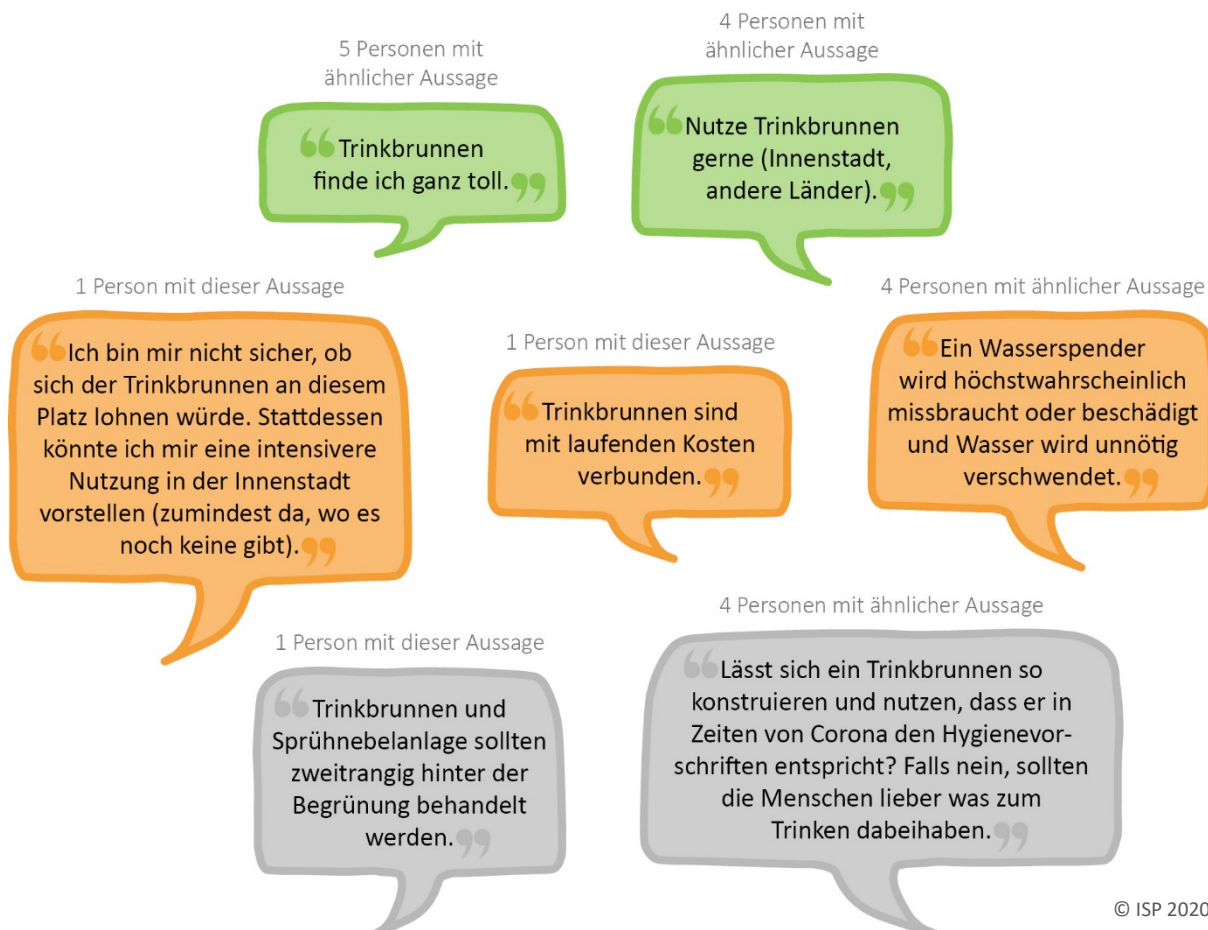 5 Personen mit
ähnlicher Aussage
„Trinkbrunnen
finde ich ganz toll.”
4 Personen mit
ähnlicher Aussage
“Nutze Trinkbrunnen
gerne (Innenstadt,
andere Länder).”
1 Person mit dieser Aussage
“Ich bin mir nicht sicher, ob
sich der Trinkbrunnen an diesem
Platz lohnen würde. Stattdessen
könnte ich mir eine intensivere
Nutzung in der Innenstadt
vorstellen (zumindest da, wo es
noch keine gibt).”
1 Person mit dieser Aussage
“Trinkbrunnen sind
mit laufenden Kosten
verbunden.”
4 Personen mit ähnlicher Aussage
“Ein Wasserspender
wird höchstwahrscheinlich
missbraucht oder beschädigt
und Wasser wird unnötig
verschwendet.”
1 Person mit dieser Aussage
“Trinkbrunnen und
Sprühnebelanlage sollten
zweitrangig hinter der
Begrünung behandelt
werden.”
4 Personen mit ähnlicher Aussage
“Lässt sich ein Trinkbrunnen so
konstruieren und nutzen, dass er in
Zeiten von Corona den Hygienevor-
schriften entspricht? Falls nein, sollten
die Menschen lieber was zum
Trinken dabeihaben.”
© ISP 2020